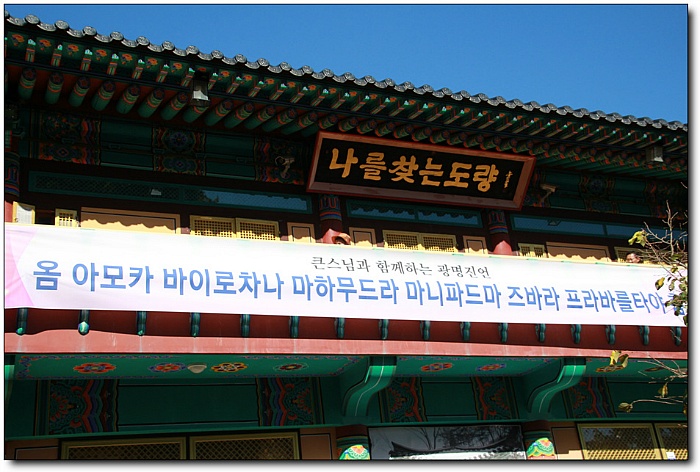 나를 찾는 도량
큰스님과 함께하는 광명진언
옴 아모카 바이로차나 마하무드라 마니파드마 즈바라 프라바릍타야